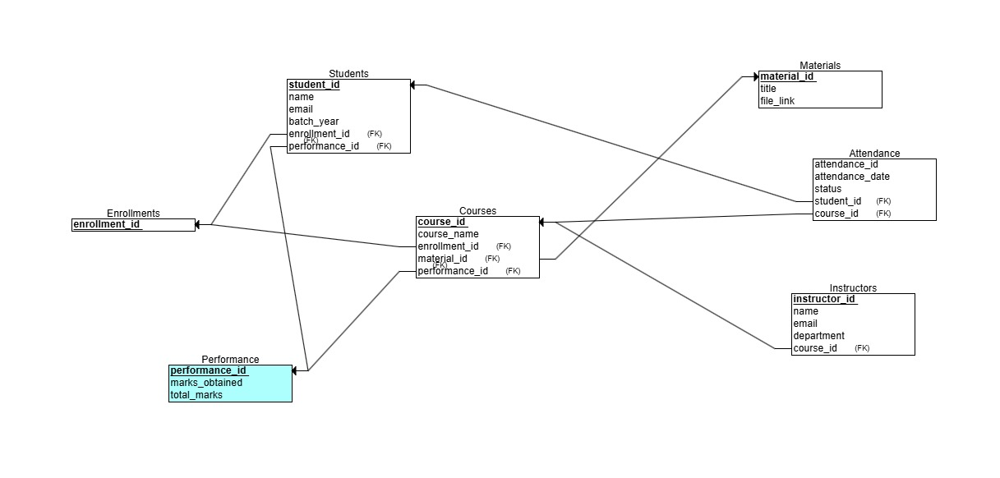 Students
student_id
name
email
batch_year
enrollment_id (FK)
(FK)
performance_id (FK)
Materials
material_id
title
file_link
Attendance
attendance_id
attendance_date
status
student_id (FK)
course_id (FK)
Enrollments
enrollment_id
Courses
course_id
course_name
enrollment_id (FK)
material_id (FK)
(FK)
performance_id (FK)
Instructors
instructor_id
name
email
department
course_id (FK)
Performance
performance_id
marks_obtained
total_marks